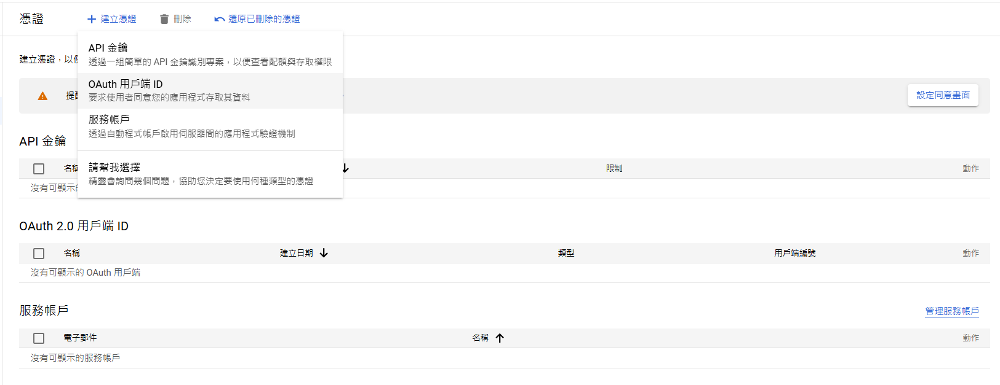 憑證
建立憑證
刪除
還原已刪除的憑證
API 金鑰
透過一組簡單的 API 金鑰識別專案，以便查看配額與存取權限
OAuth 用戶端 ID
要求使用者同意您的應用程式存取其資料
服務帳戶
透過自動程式帳戶啟用伺服器間的應用程式驗證機制
請幫我選擇
精靈會詢問幾個問題，協助您決定要使用何種類型的憑證
建立憑證，以
提
設定同意畫面
API 金鑰
名稱
限制
動作
沒有可顯示
OAuth 2.0 用戶端 ID
名稱
建立日期
類型
用戶端編號
動作
沒有可顯示的 OAuth 用戶端
服務帳戶
管理服務帳戶
電子郵件
名稱
動作
沒有可顯示的服務帳戶